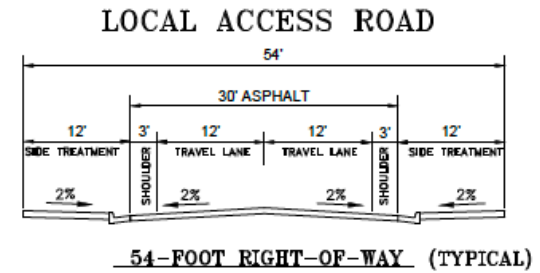 LOCAL ACCESS ROAD
54'
30' ASPHALT
12' 3' 12' 12' 3' 12'
SIDE TREATMENT SHOULDER TRAVEL LANE TRAVEL LANE SHOULDER SIDE TREATMENT
2% 2% 2% 2%
54-FOOT RIGHT-OF-WAY (TYPICAL)